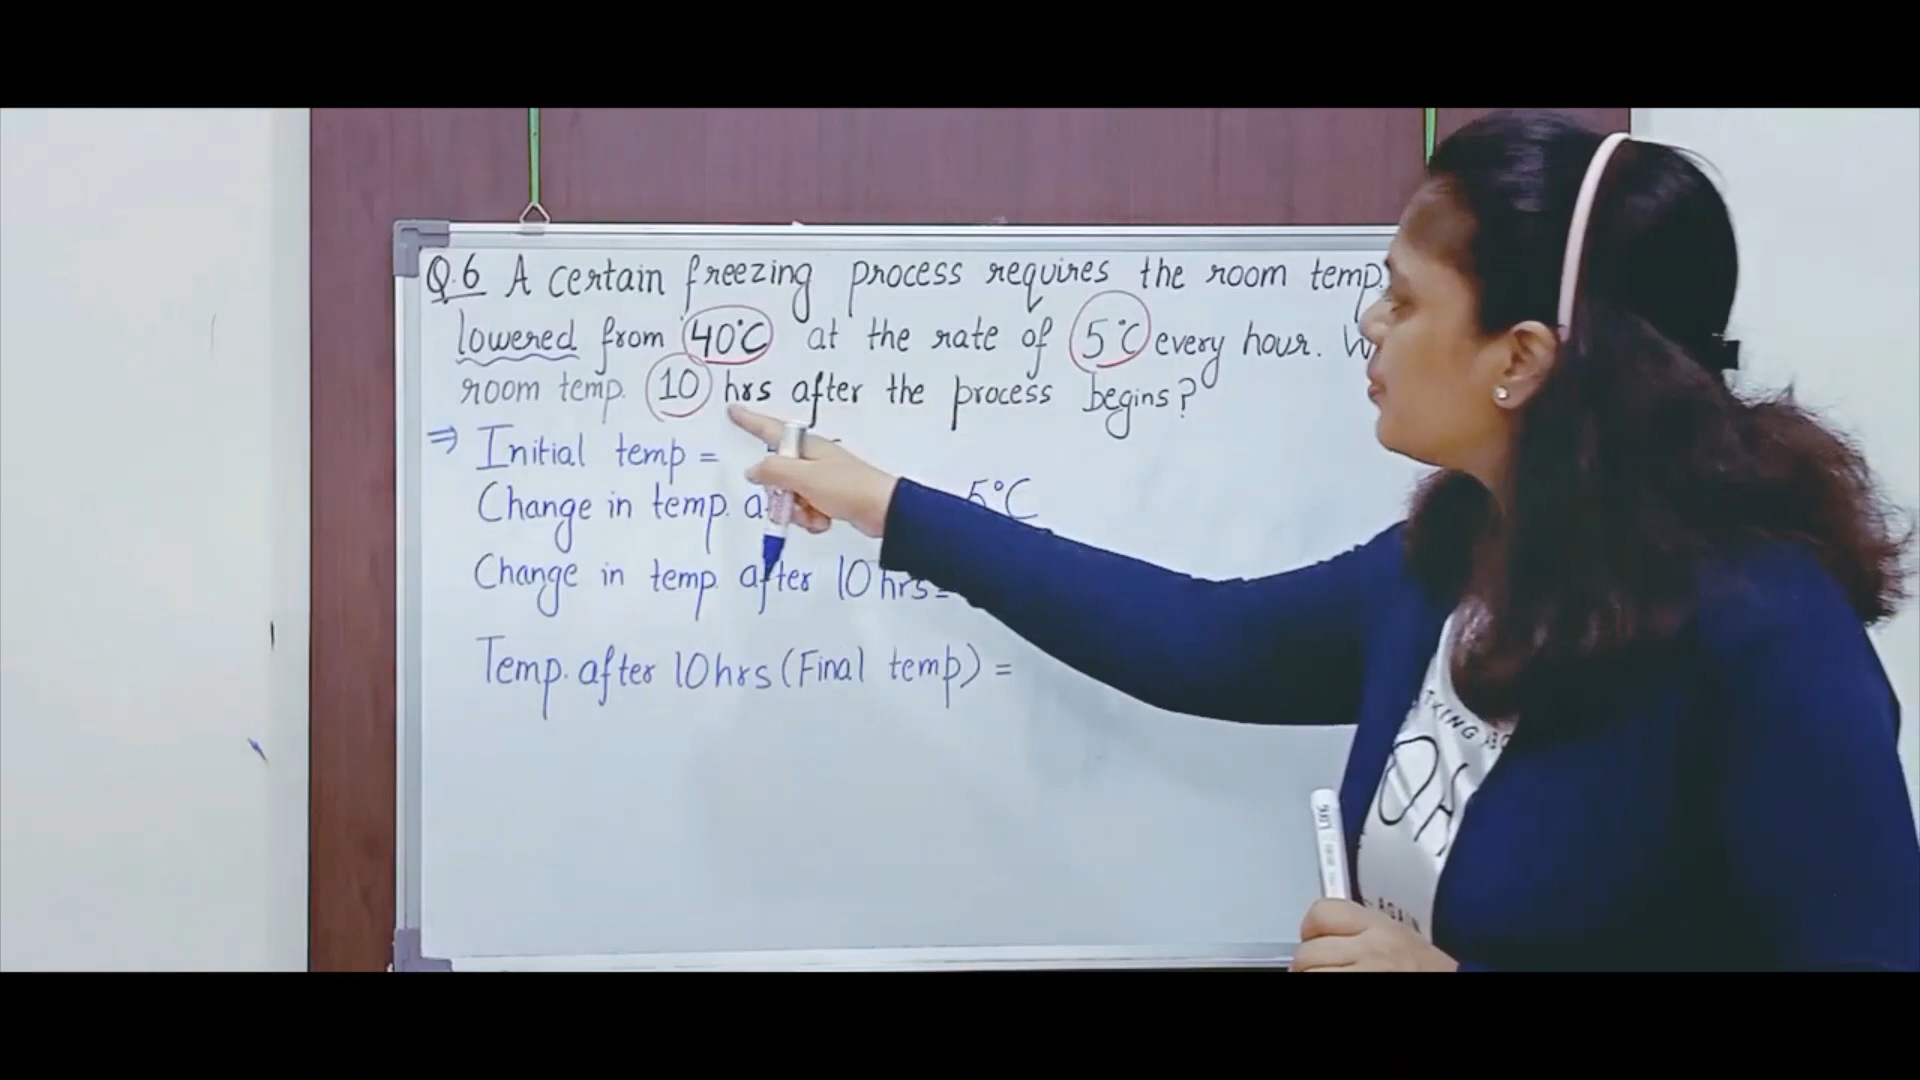 Q.6 A certain freezing process requires the room temp.
lowered from 40°C at the rate of 5°C every hour.
room temp. 10 hrs after the process begins?
⇒ Initial temp =
Change in temp. 5°C
Change in temp. after 10 hrs =
Temp. after 10 hrs (Final temp) =